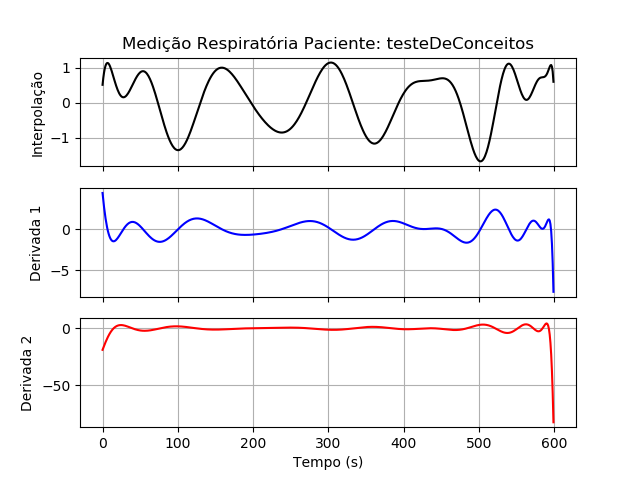 Medição Respiratória Paciente: testeDeConceitos
1
0
−1
Interpolação
0
−5
Derivada 1
0
−50
Derivada 2
0 100 200 300 400 500 600
Tempo (s)